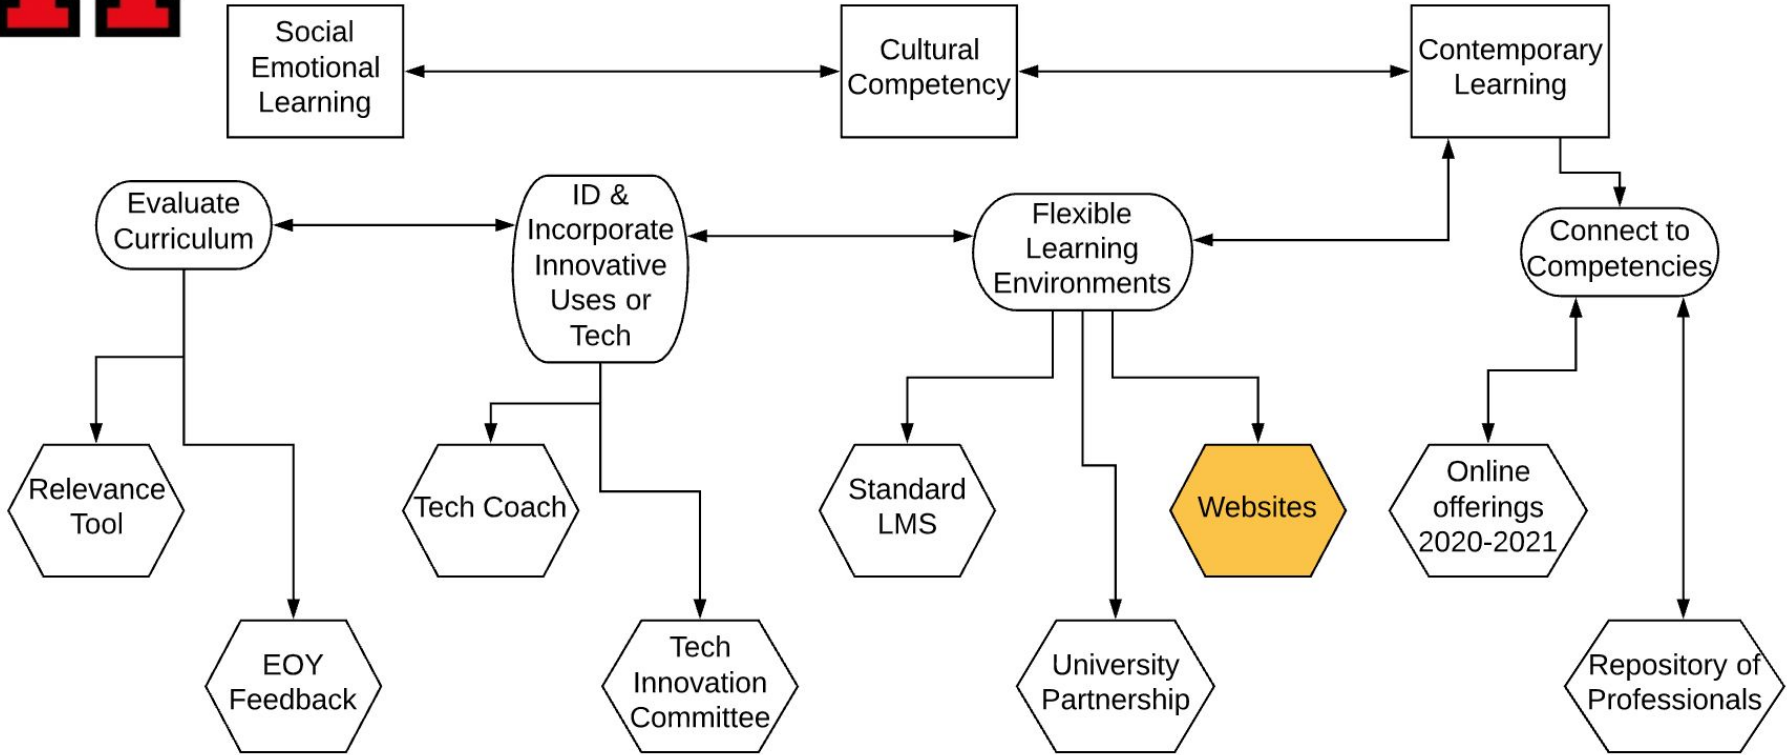 Social
Emotional
Learning
Cultural
Competency
Contemporary
Learning
Evaluate
Curriculum
ID &
Incorporate
Innovative
Uses or
Tech
Flexible
Learning
Environments
Connect to
Competencies
Relevance
Tool
Tech Coach
Standard
LMS
Websites
Online
offerings
2020-2021
EOY
Feedback
Tech
Innovation
Committee
University
Partnership
Repository of
Professionals